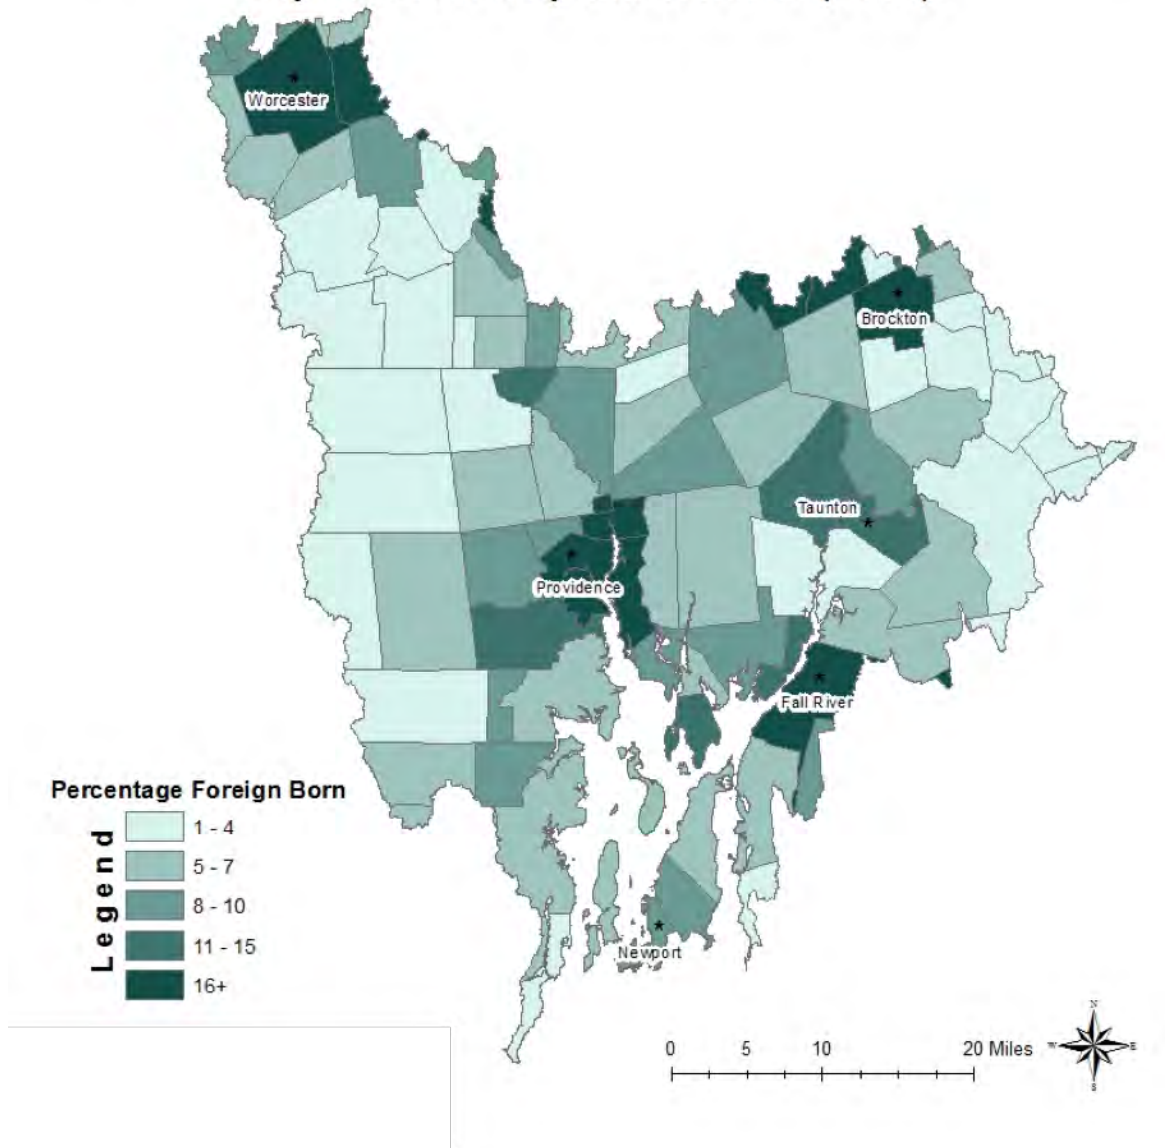 Worcester
Brockton
Taunton
Providence
Fall River
Newport
Percentage Foreign Born
Legend
1 - 4
5 - 7
8 - 10
11 - 15
16+
0 5 10 20 Miles
N
W E
S